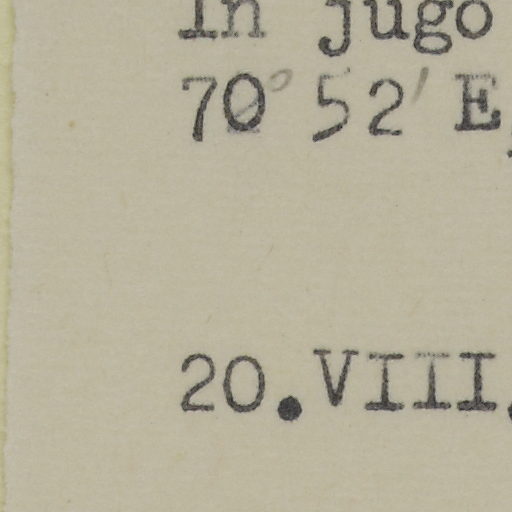 In jugo
70° 52' E,
20.VIII.